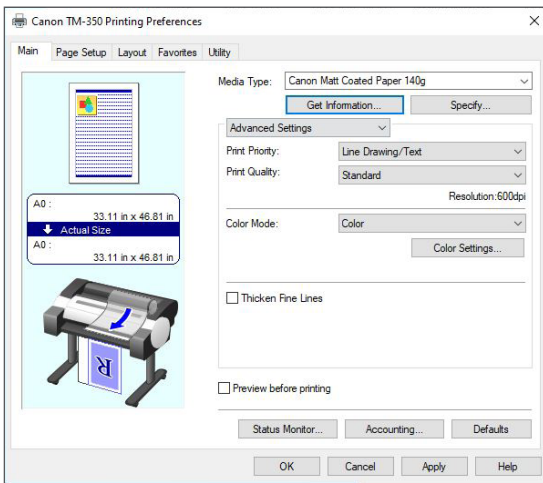 Canon TM-350 Printing Preferences
Main Page Setup Layout Favorites Utility
Media Type: Canon Matt Coated Paper 140g
Get Information... Specify...
Advanced Settings
Print Priority: Line Drawing/Text
Print Quality: Standard
Resolution:600dpi
A0 :
33.11 in x 46.81 in
Actual Size
A0 :
33.11 in x 46.81 in
Color Mode: Color
Color Settings...
Thicken Fine Lines
R
Preview before printing
Status Monitor... Accounting... Defaults
OK Cancel Apply Help